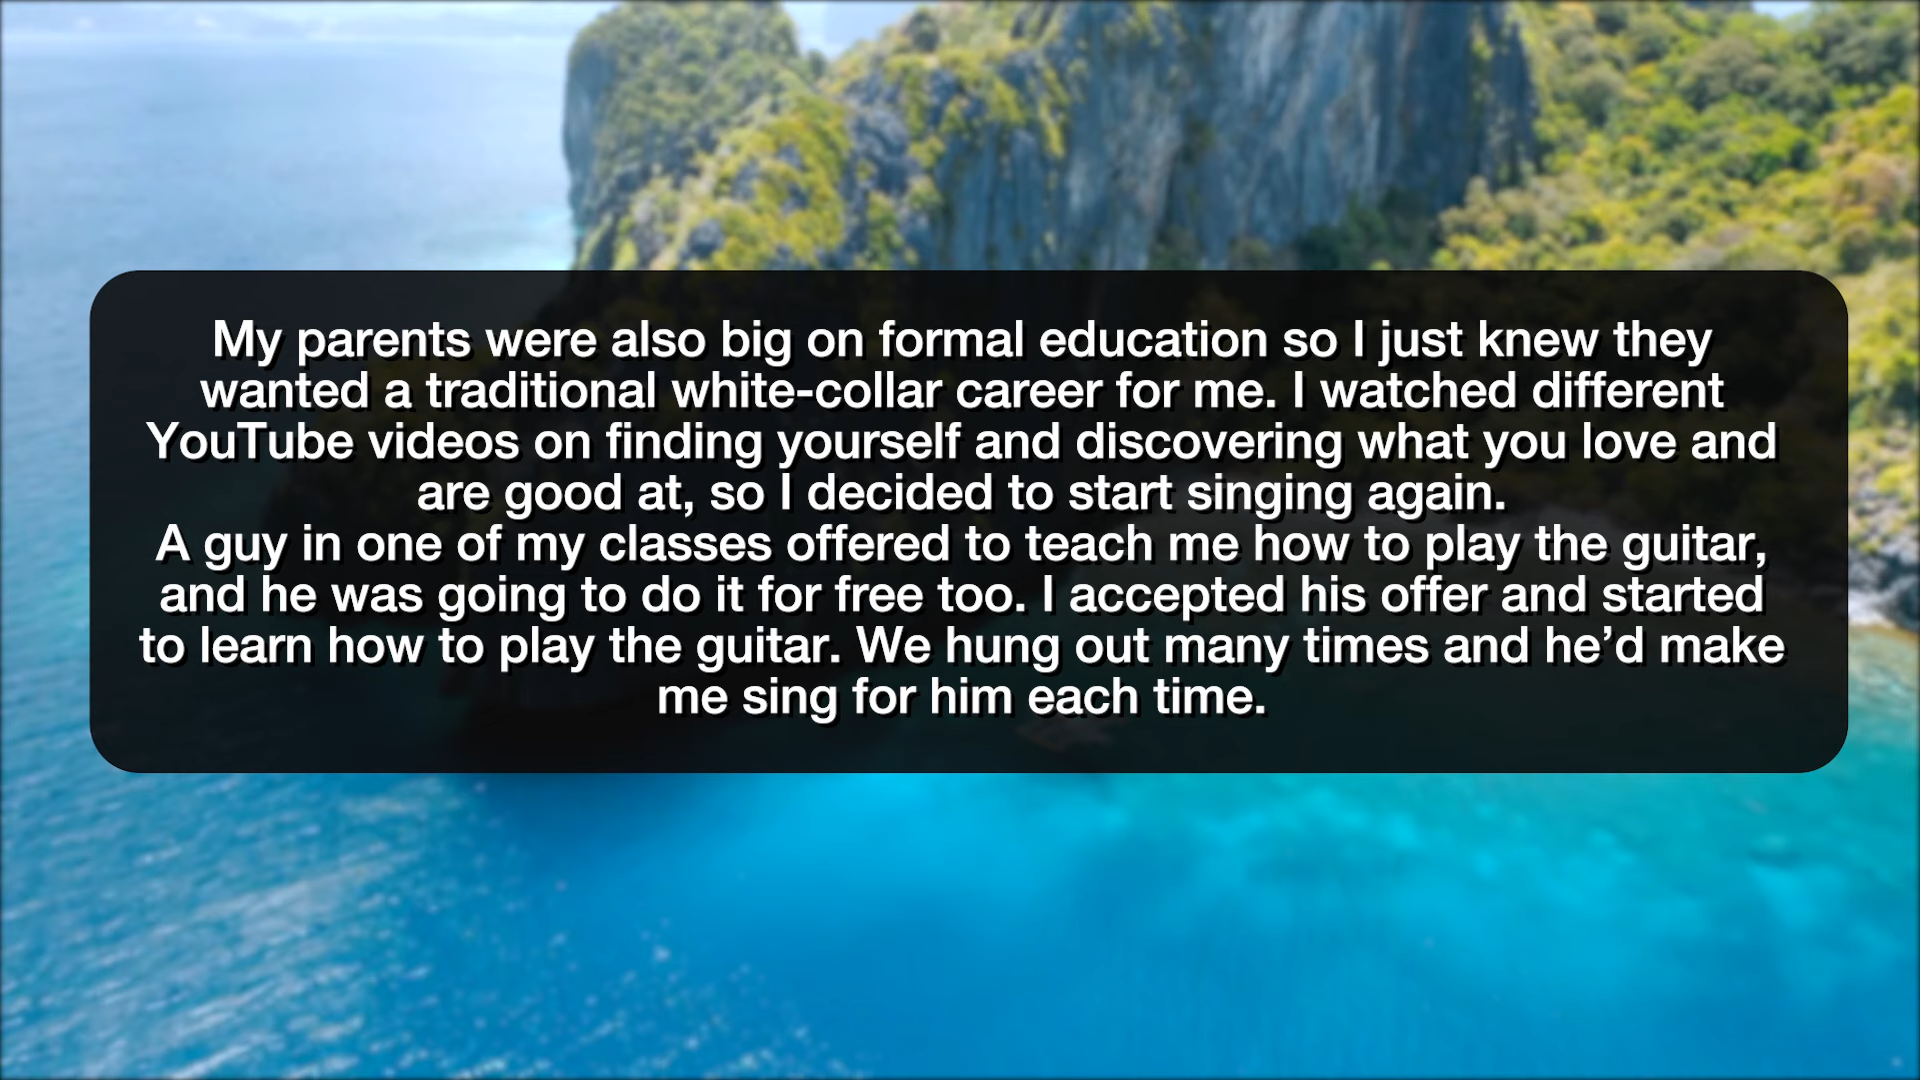 My parents were also big on formal education so I just knew they
wanted a traditional white-collar career for me. I watched different
YouTube videos on finding yourself and discovering what you love and
are good at, so I decided to start singing again.
A guy in one of my classes offered to teach me how to play the guitar,
and he was going to do it for free too. I accepted his offer and started
to learn how to play the guitar. We hung out many times and he’d make
me sing for him each time.